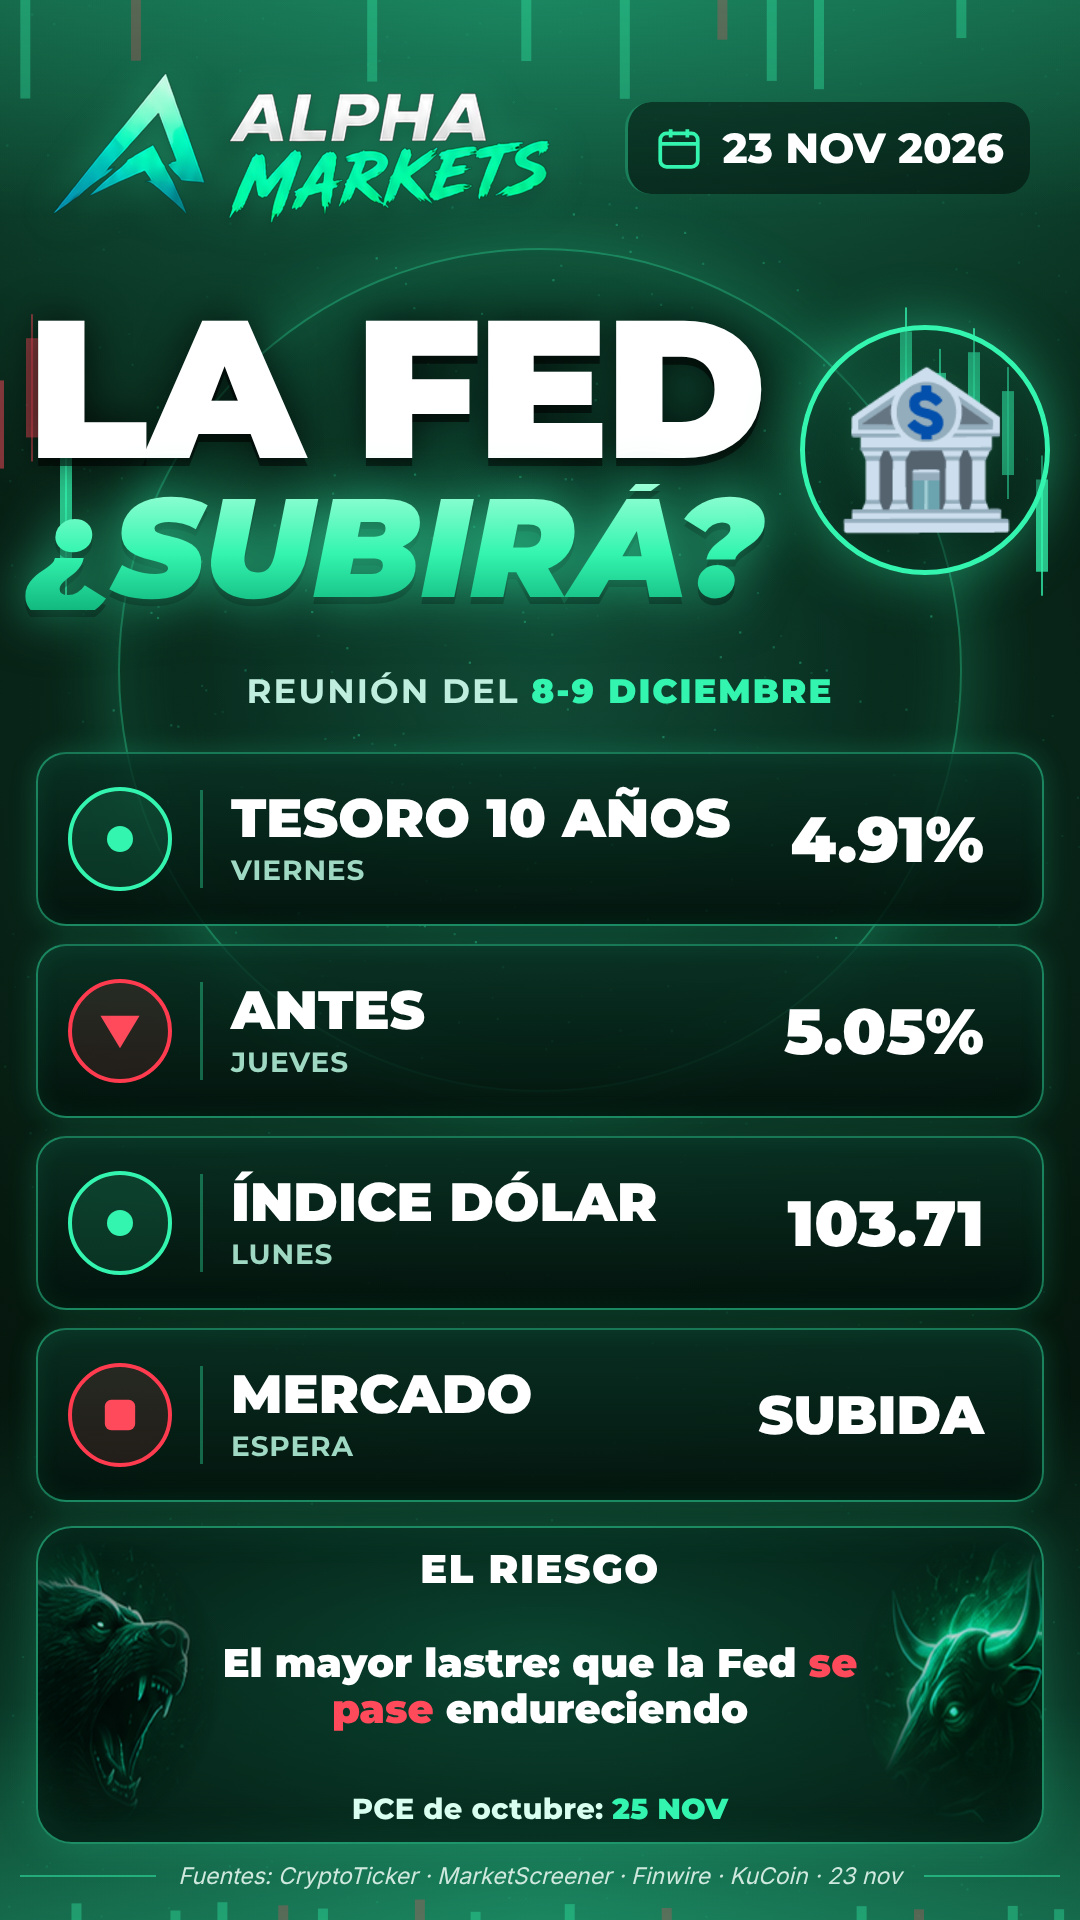 ALPHA
MARKETS
23 NOV 2026
LA FED
¿SUBIRÁ?
REUNIÓN DEL 8-9 DICIEMBRE
TESORO 10 AÑOS
VIERNES
4.91%
ANTES
JUEVES
5.05%
ÍNDICE DÓLAR
LUNES
103.71
MERCADO
ESPERA
SUBIDA
EL RIESGO
El mayor lastre: que la Fed se
pase endureciendo
PCE de octubre: 25 NOV
Fuentes: CryptoTicker · MarketScreener · Finwire · KuCoin · 23 nov